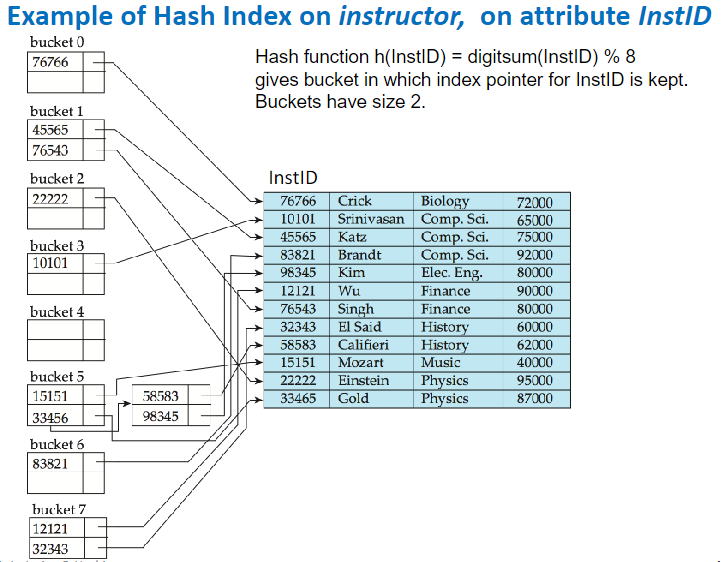 Example of Hash Index on instructor, on attribute InstID
Hash function h(InstID) = digitsum(InstID) % 8
gives bucket in which index pointer for InstID is kept.
Buckets have size 2.
bucket 0
76766
bucket 1
45565
76543
bucket 2
22222
bucket 3
10101
bucket 4
bucket 5
15151
33456
58583
98345
bucket 6
83821
bucket 7
12121
32343
InstID
76766 Crick Biology 72000
10101 Srinivasan Comp. Sci. 65000
45565 Katz Comp. Sci. 75000
83821 Brandt Comp. Sci. 92000
98345 Kim Elec. Eng. 80000
12121 Wu Finance 90000
76543 Singh Finance 80000
32343 El Said History 60000
58583 Califieri History 62000
15151 Mozart Music 40000
22222 Einstein Physics 95000
33465 Gold Physics 87000